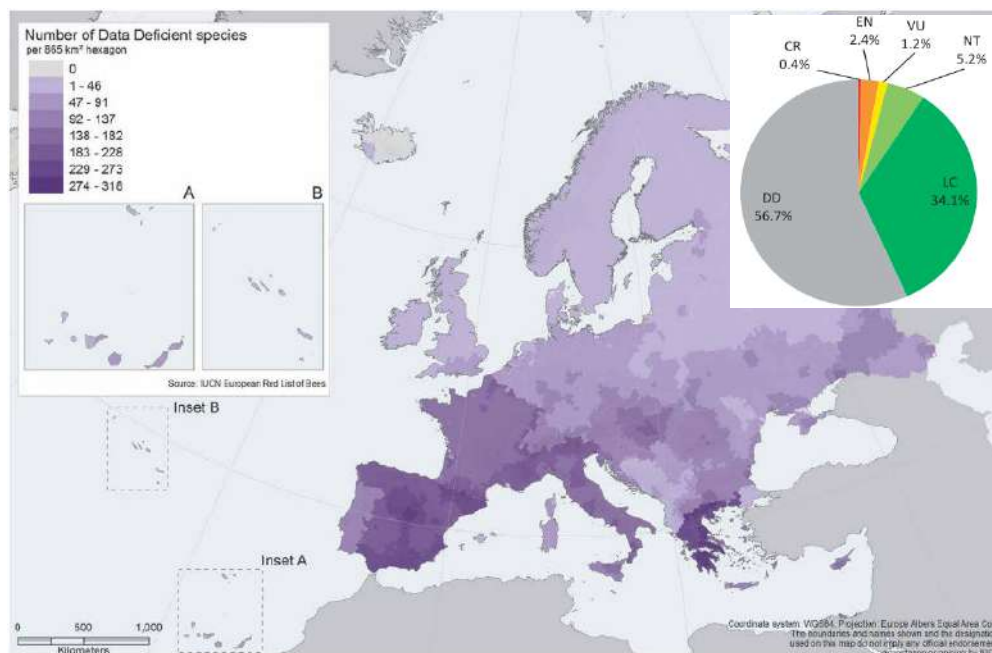 Number of Data Deficient species
per 865 km² hexagon
0
1 - 46
47 - 91
92 - 137
138 - 182
183 - 228
229 - 273
274 - 316
A
B
Source: IUCN European Red List of Bees
CR
0.4%
EN
2.4%
VU
1.2%
NT
5.2%
LC
34.1%
DD
56.7%
Inset B
Inset A
0 500 1,000
Kilometers
Coordinate system: WGS84. Projection: Europe Albers Equal Area Co
The boundaries and names shown and the designatio
used on this map do not imply any official endorsemen